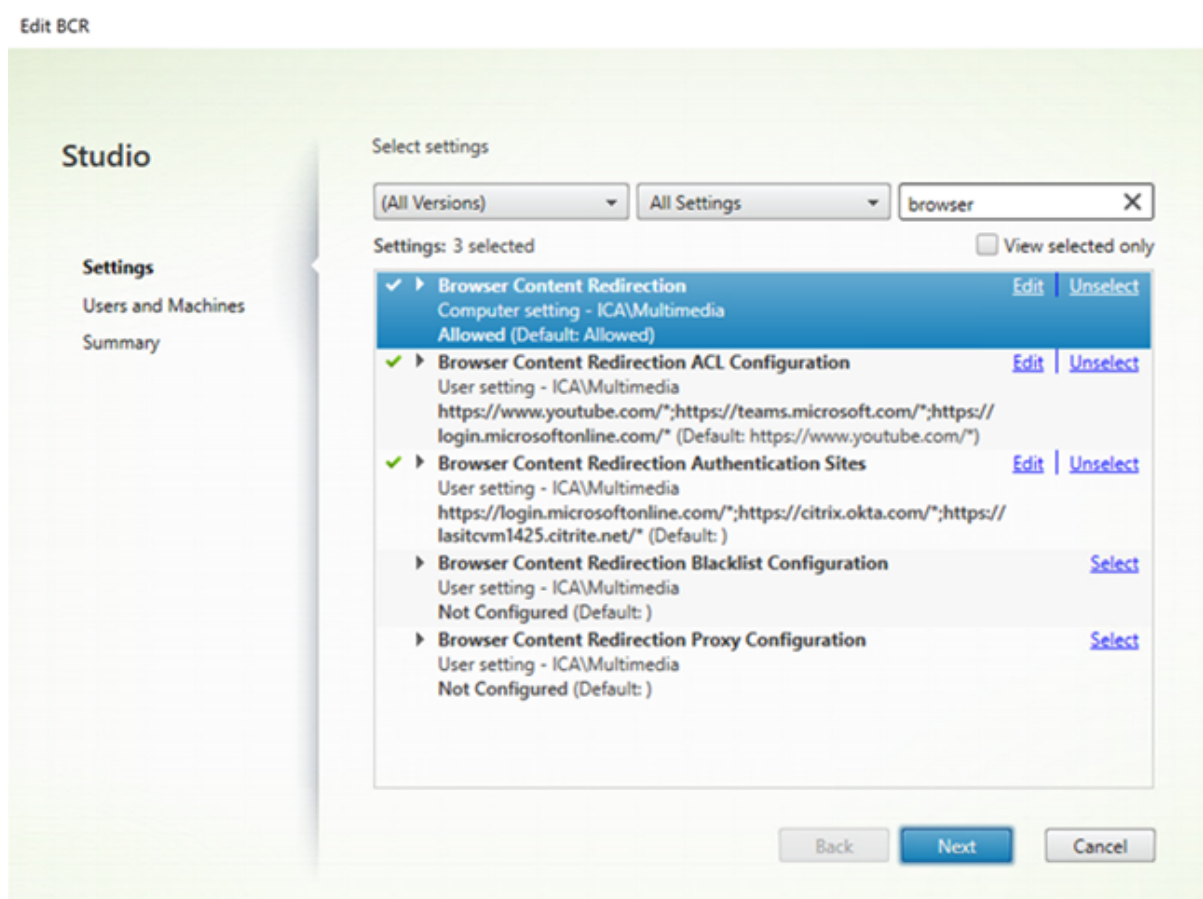 Edit BCR
Studio
Settings
Users and Machines
Summary
Select settings
(All Versions) All Settings browser
Settings: 3 selected View selected only
Browser Content Redirection Edit Unselect
Computer setting - ICA\Multimedia
Allowed (Default: Allowed)
Browser Content Redirection ACL Configuration Edit Unselect
User setting - ICA\Multimedia
https://www.youtube.com/*;https://teams.microsoft.com/*;https://
login.microsoftonline.com/* (Default: https://www.youtube.com/*)
Browser Content Redirection Authentication Sites Edit Unselect
User setting - ICA\Multimedia
https://login.microsoftonline.com/*;https://citrix.okta.com/*;https://
lasitcvm1425.citrite.net/* (Default: )
Browser Content Redirection Blacklist Configuration Select
User setting - ICA\Multimedia
Not Configured (Default: )
Browser Content Redirection Proxy Configuration Select
User setting - ICA\Multimedia
Not Configured (Default: )
Back Next Cancel